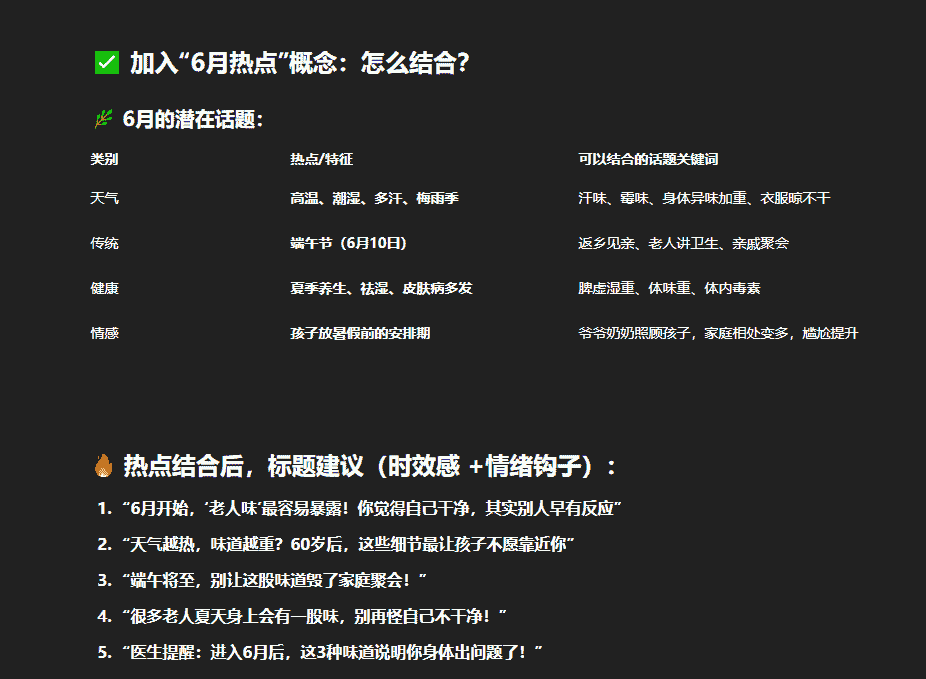 ✅ 加入“6月热点”概念：怎么结合？
🌿 6月的潜在话题：
类别 热点/特征 可以结合的话题关键词
天气 高温、潮湿、多汗、梅雨季 汗味、霉味、身体异味加重、衣服晾不干
传统 端午节（6月10日） 返乡见亲、老人讲卫生、亲戚聚会
健康 夏季养生、祛湿、皮肤病多发 脾虚湿重、体味重、体内毒素
情感 孩子放暑假前的安排期 爷爷奶奶照顾孩子，家庭相处变多，尴尬提升
🔥 热点结合后，标题建议（时效感 +情绪钩子）：
1. “6月开始，‘老人味’最容易暴露！你觉得自己干净，其实别人早有反应”
2. “天气越热，味道越重？60岁后，这些细节最让孩子不愿靠近你”
3. “端午将至，别让这股味道毁了家庭聚会！”
4. “很多老人夏天身上会有一股味，别再怪自己不干净！”
5. “医生提醒：进入6月后，这3种味道说明你身体出问题了！”